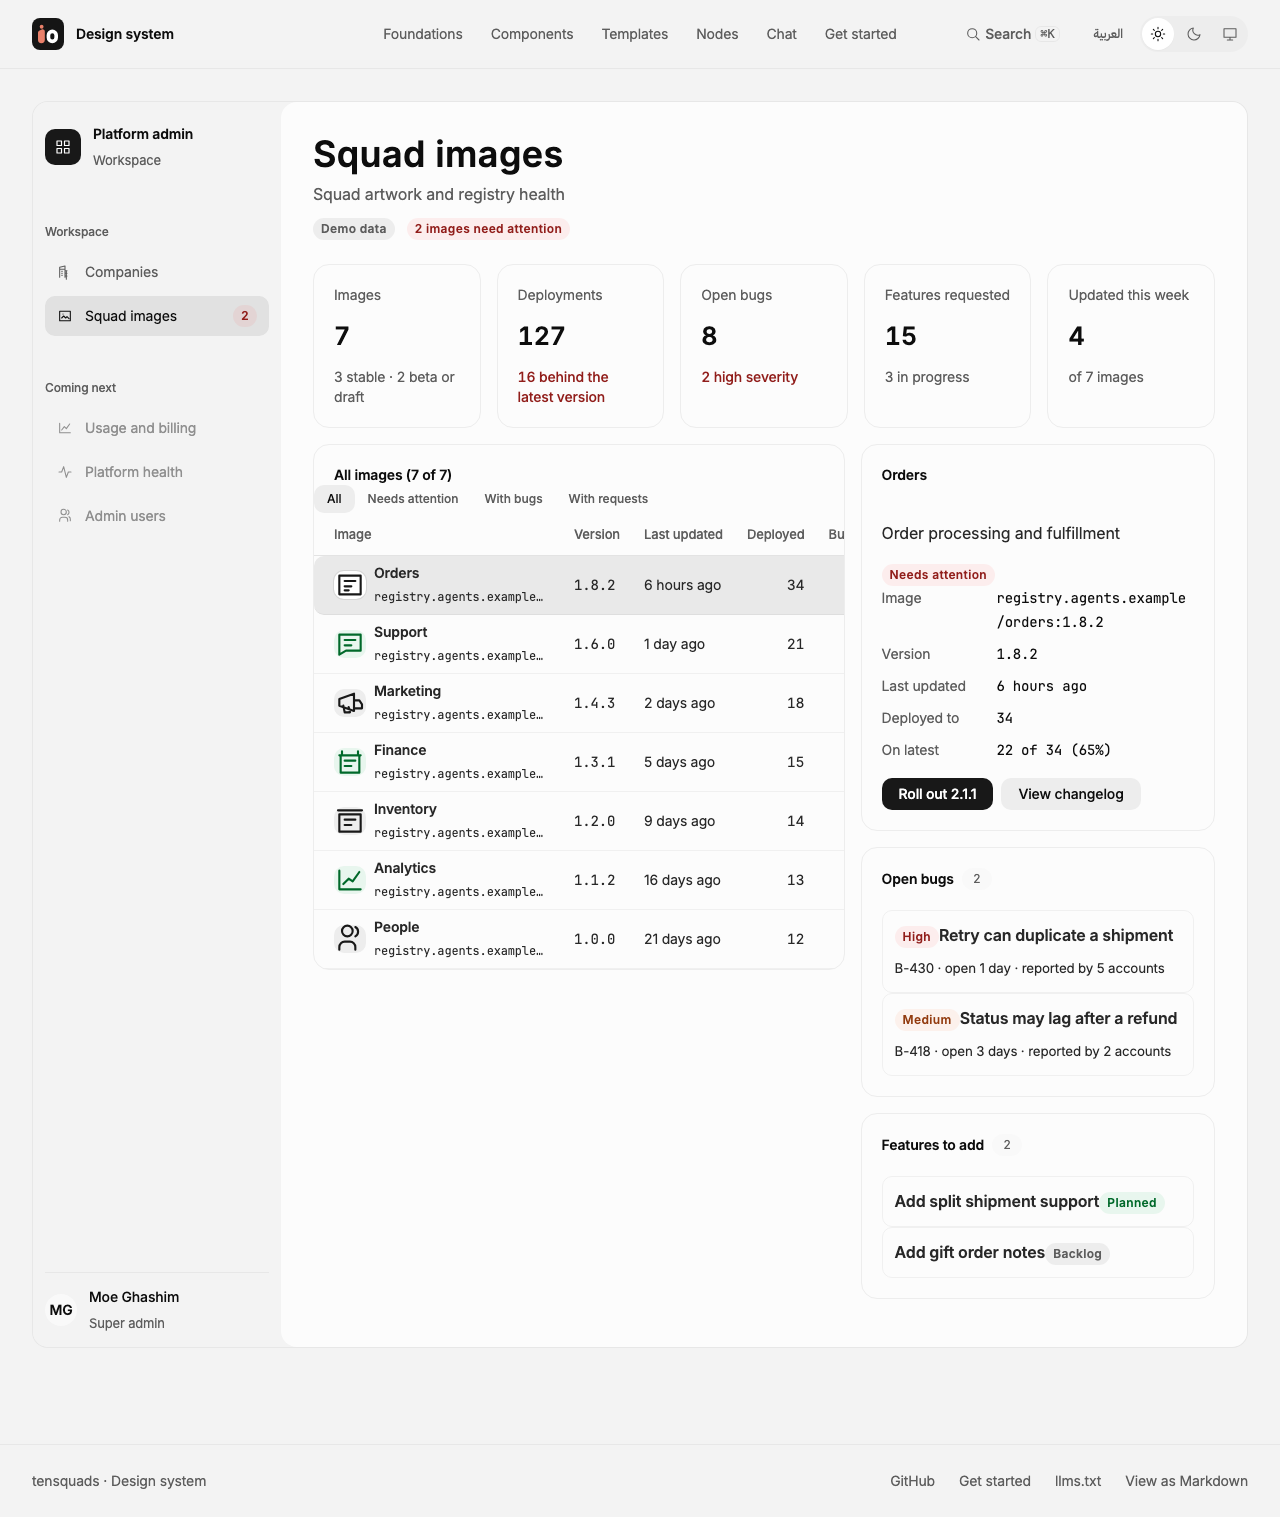 io Design system
Foundations Components Templates Nodes Chat Get started
Search ⌘K العربية
Platform admin
Workspace
Workspace
Companies
Squad images 2
Coming next
Usage and billing
Platform health
Admin users
MG Moe Ghashim
Super admin
Squad images
Squad artwork and registry health
Demo data 2 images need attention
Images
7
3 stable · 2 beta or
draft
Deployments
127
16 behind the
latest version
Open bugs
8
2 high severity
Features requested
15
3 in progress
Updated this week
4
of 7 images
All images (7 of 7)
All Needs attention With bugs With requests
Image Version Last updated Deployed Bu
Orders
registry.agents.example… 1.8.2 6 hours ago 34
Support
registry.agents.example… 1.6.0 1 day ago 21
Marketing
registry.agents.example… 1.4.3 2 days ago 18
Finance
registry.agents.example… 1.3.1 5 days ago 15
Inventory
registry.agents.example… 1.2.0 9 days ago 14
Analytics
registry.agents.example… 1.1.2 16 days ago 13
People
registry.agents.example… 1.0.0 21 days ago 12
Orders
Order processing and fulfillment
Needs attention
Image registry.agents.example
/orders:1.8.2
Version 1.8.2
Last updated 6 hours ago
Deployed to 34
On latest 22 of 34 (65%)
Roll out 2.1.1 View changelog
Open bugs 2
High Retry can duplicate a shipment
B-430 · open 1 day · reported by 5 accounts
Medium Status may lag after a refund
B-418 · open 3 days · reported by 2 accounts
Features to add 2
Add split shipment support Planned
Add gift order notes Backlog
tensquads · Design system
GitHub Get started llms.txt View as Markdown